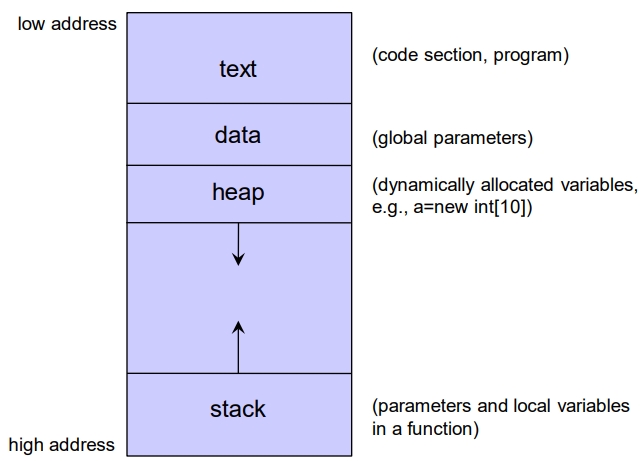 low address
text
(code section, program)
data
(global parameters)
heap
(dynamically allocated variables,
e.g., a=new int[10])
stack
(parameters and local variables
in a function)
high address